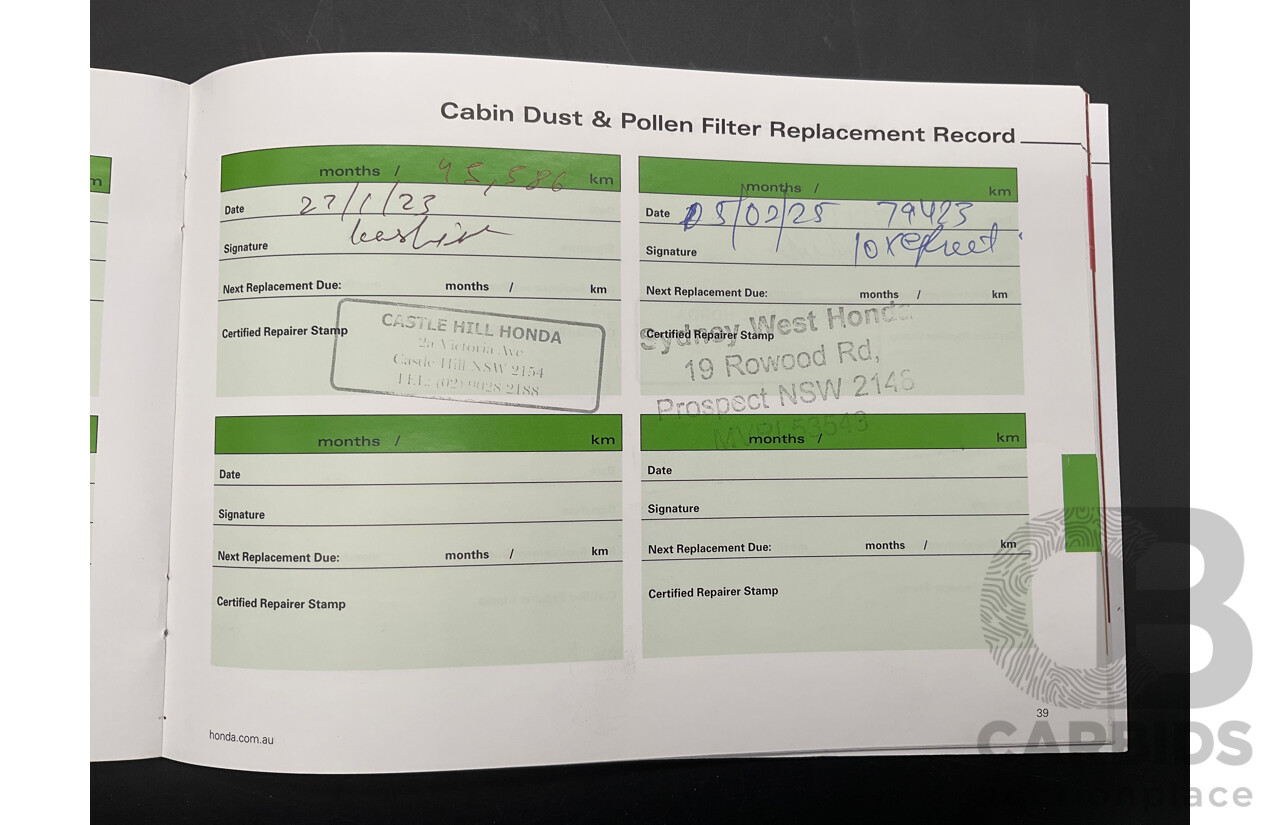 Cabin Dust & Pollen Filter Replacement Record
m
months / 45,586 km
Date 27/1/23
Signature
Next Replacement Due: months / km
Certified Repairer Stamp
CASTLE HILL HONDA
2a Victoria Ave
Castle Hill NSW 2154
TEL: (02) 9028 2188
months / km
Date 05/02/25 79423
Signature
Next Replacement Due: months / km
Certified Repairer Stamp
Sydney West Honda
19 Rowood Rd,
Prospect NSW 2148
MVRL53543
months / km
Date
Signature
Next Replacement Due: months / km
Certified Repairer Stamp
months / km
Date
Signature
Next Replacement Due: months / km
Certified Repairer Stamp
honda.com.au
39
CB
CARBIDS